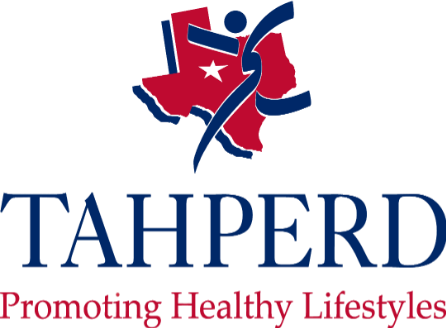 TAHPERD
Promoting Healthy Lifestyles